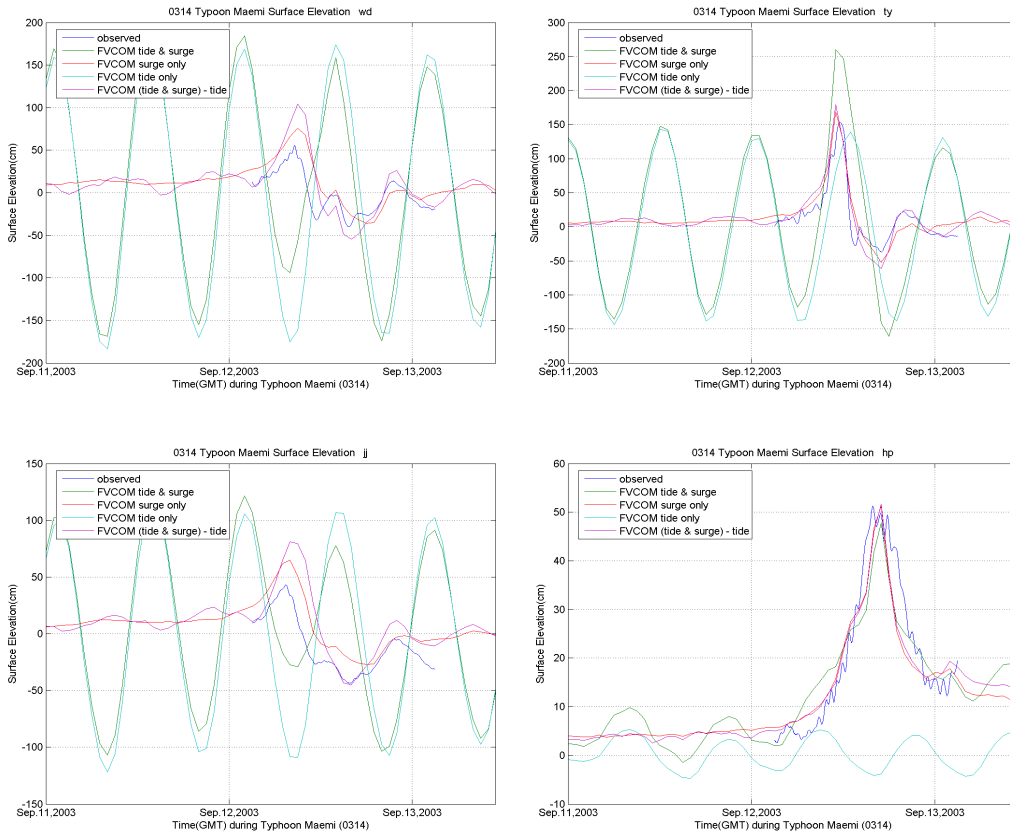 0314 Typoon Maemi Surface Elevation wd
observed
FVCOM tide & surge
FVCOM surge only
FVCOM tide only
FVCOM (tide & surge) - tide
200
150
100
50
0
-50
-100
-150
-200
Surface Elevation(cm)
Sep.11,2003
Sep.12,2003
Sep.13,2003
Time(GMT) during Typhoon Maemi (0314)
0314 Typoon Maemi Surface Elevation ty
observed
FVCOM tide & surge
FVCOM surge only
FVCOM tide only
FVCOM (tide & surge) - tide
300
250
200
150
100
50
0
-50
-100
-150
-200
Surface Elevation(cm)
Sep.11,2003
Sep.12,2003
Sep.13,2003
Time(GMT) during Typhoon Maemi (0314)
0314 Typoon Maemi Surface Elevation jj
observed
FVCOM tide & surge
FVCOM surge only
FVCOM tide only
FVCOM (tide & surge) - tide
150
100
50
0
-50
-100
-150
Surface Elevation(cm)
Sep.11,2003
Sep.12,2003
Sep.13,2003
Time(GMT) during Typhoon Maemi (0314)
0314 Typoon Maemi Surface Elevation hp
observed
FVCOM tide & surge
FVCOM surge only
FVCOM tide only
FVCOM (tide & surge) - tide
60
50
40
30
20
10
0
-10
Surface Elevation(cm)
Sep.11,2003
Sep.12,2003
Sep.13,2003
Time(GMT) during Typhoon Maemi (0314)